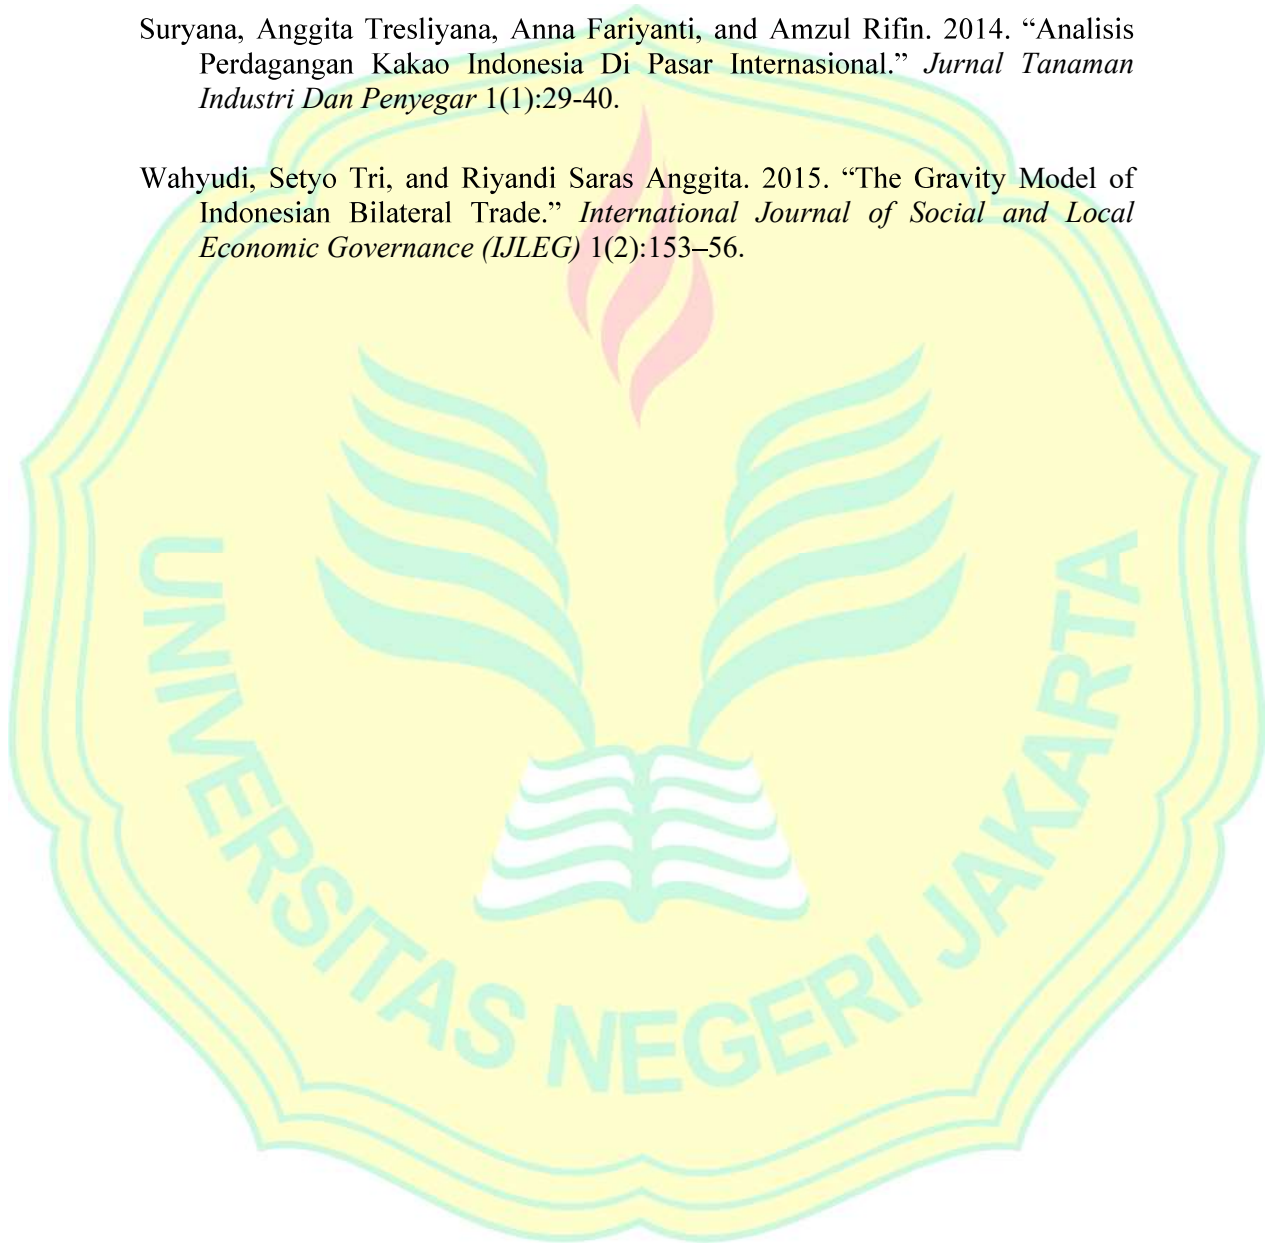 Suryana, Anggita Tresliyana, Anna Fariyanti, and Amzul Rifin. 2014. “Analisis
Perdagangan Kakao Indonesia Di Pasar Internasional.” Jurnal Tanaman
Industri Dan Penyegar 1(1):29-40.
Wahyudi, Setyo Tri, and Riyandi Saras Anggita. 2015. “The Gravity Model of
Indonesian Bilateral Trade.” International Journal of Social and Local
Economic Governance (IJLEG) 1(2):153–56.
UNIVERSITAS NEGERI JAKARTA